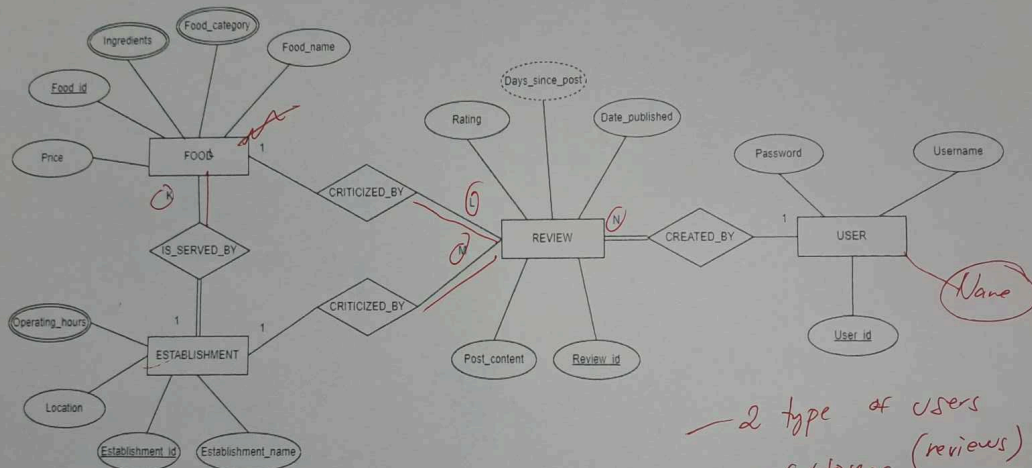 Food_category
Ingredients
Food_name
Food_id
Days_since_post
Rating
Date_published
Password
Username
Price
FOOD
1
CRITICIZED_BY
K
L
M
N
REVIEW
CREATED_BY
1
USER
IS_SERVED_BY
Name
Operating_hours
1
1
CRITICIZED_BY
User_id
ESTABLISHMENT
Post_content
Review_id
Location
Establishment_id
Establishment_name
2 type of users
(reviews)